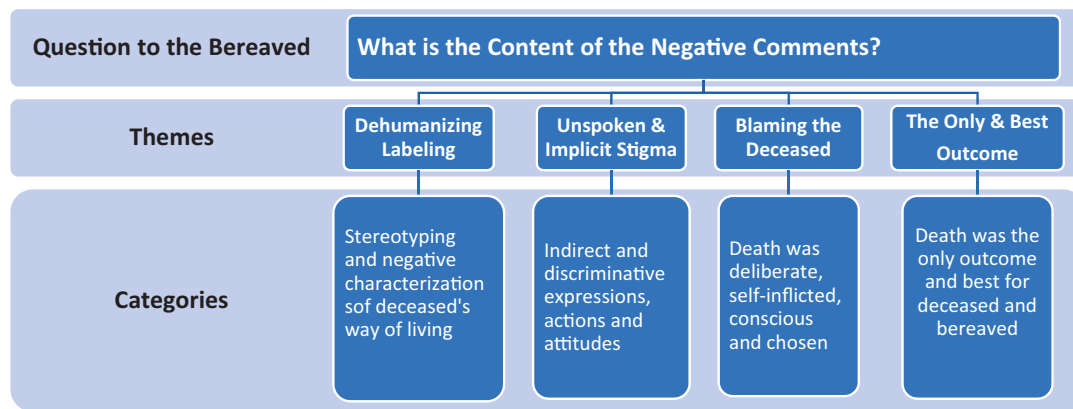 Question to the Bereaved
What is the Content of the Negative Comments?
Themes
Dehumanizing
Labeling
Unspoken &
Implicit Stigma
Blaming the
Deceased
The Only & Best
Outcome
Categories
Stereotyping
and negative
characterization
sof deceased's
way of living
Indirect and
discriminative
expressions,
actions and
attitudes
Death was
deliberate,
self-inflicted,
conscious
and chosen
Death was the
only outcome
and best for
deceased and
bereaved